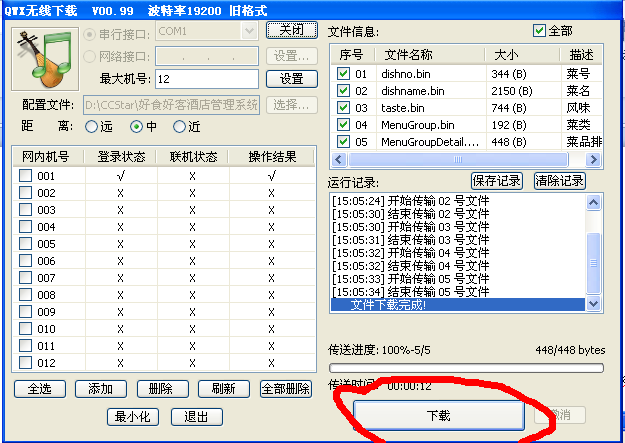 QWX无线下载 V00.99 波特率19200 旧格式
串行接口: COM1 关闭
网络接口: . . . 设置...
最大机号: 12 设置
配置文件: D:\CCStar\好食好客酒店管理系统 选择...
距 离: 远 中 近
网内机号 登录状态 联机状态 操作结果
001 √ X √
002 X X X
003 X X X
004 X X X
005 X X X
006 X X X
007 X X X
008 X X X
009 X X X
010 X X X
011 X X X
012 X X X
全选 添加 删除 刷新 全部删除
最小化 退出
文件信息: 全部
序号 文件名称 大小 描述
01 dishno.bin 344 (B) 菜号
02 dishname.bin 2150 (B) 菜名
03 taste.bin 744 (B) 风味
04 MenuGroup.bin 192 (B) 菜类
05 MenuGroupDetail.... 448 (B) 菜品排
运行记录: 保存记录 清除记录
[15:05:24] 开始传输 02 号文件
[15:05:30] 结束传输 02 号文件
[15:05:30] 开始传输 03 号文件
[15:05:31] 结束传输 03 号文件
[15:05:32] 开始传输 04 号文件
[15:05:32] 结束传输 04 号文件
[15:05:33] 开始传输 05 号文件
[15:05:34] 结束传输 05 号文件
文件下载完成!
传送进度: 100%-5/5 448/448 bytes
传送时间: 00:00:12
下载 取消